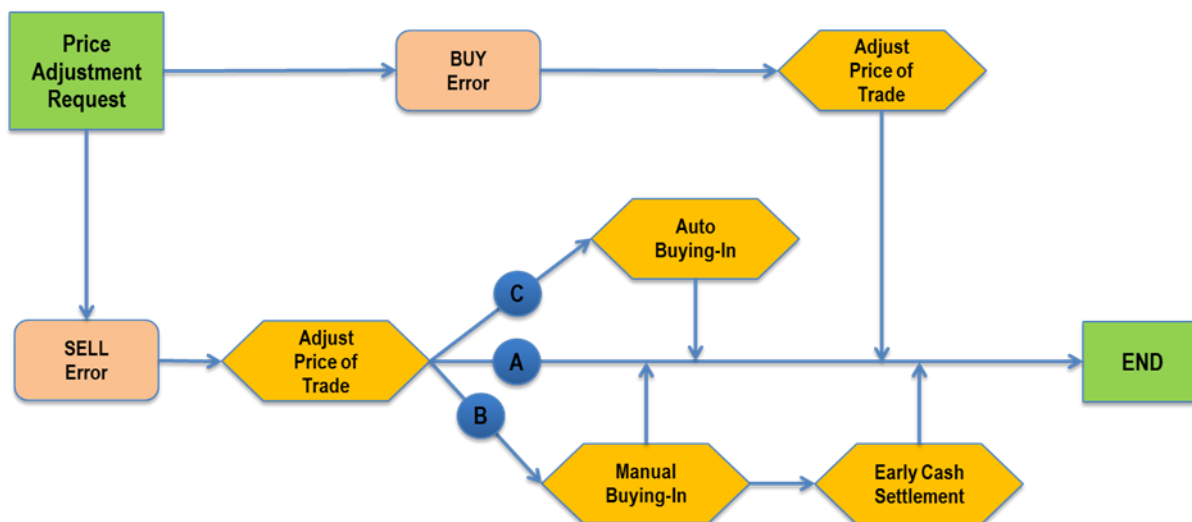 Price
Adjustment
Request
BUY
Error
Adjust
Price of
Trade
Auto
Buying-In
C
SELL
Error
Adjust
Price of
Trade
A
END
B
Manual
Buying-In
Early Cash
Settlement